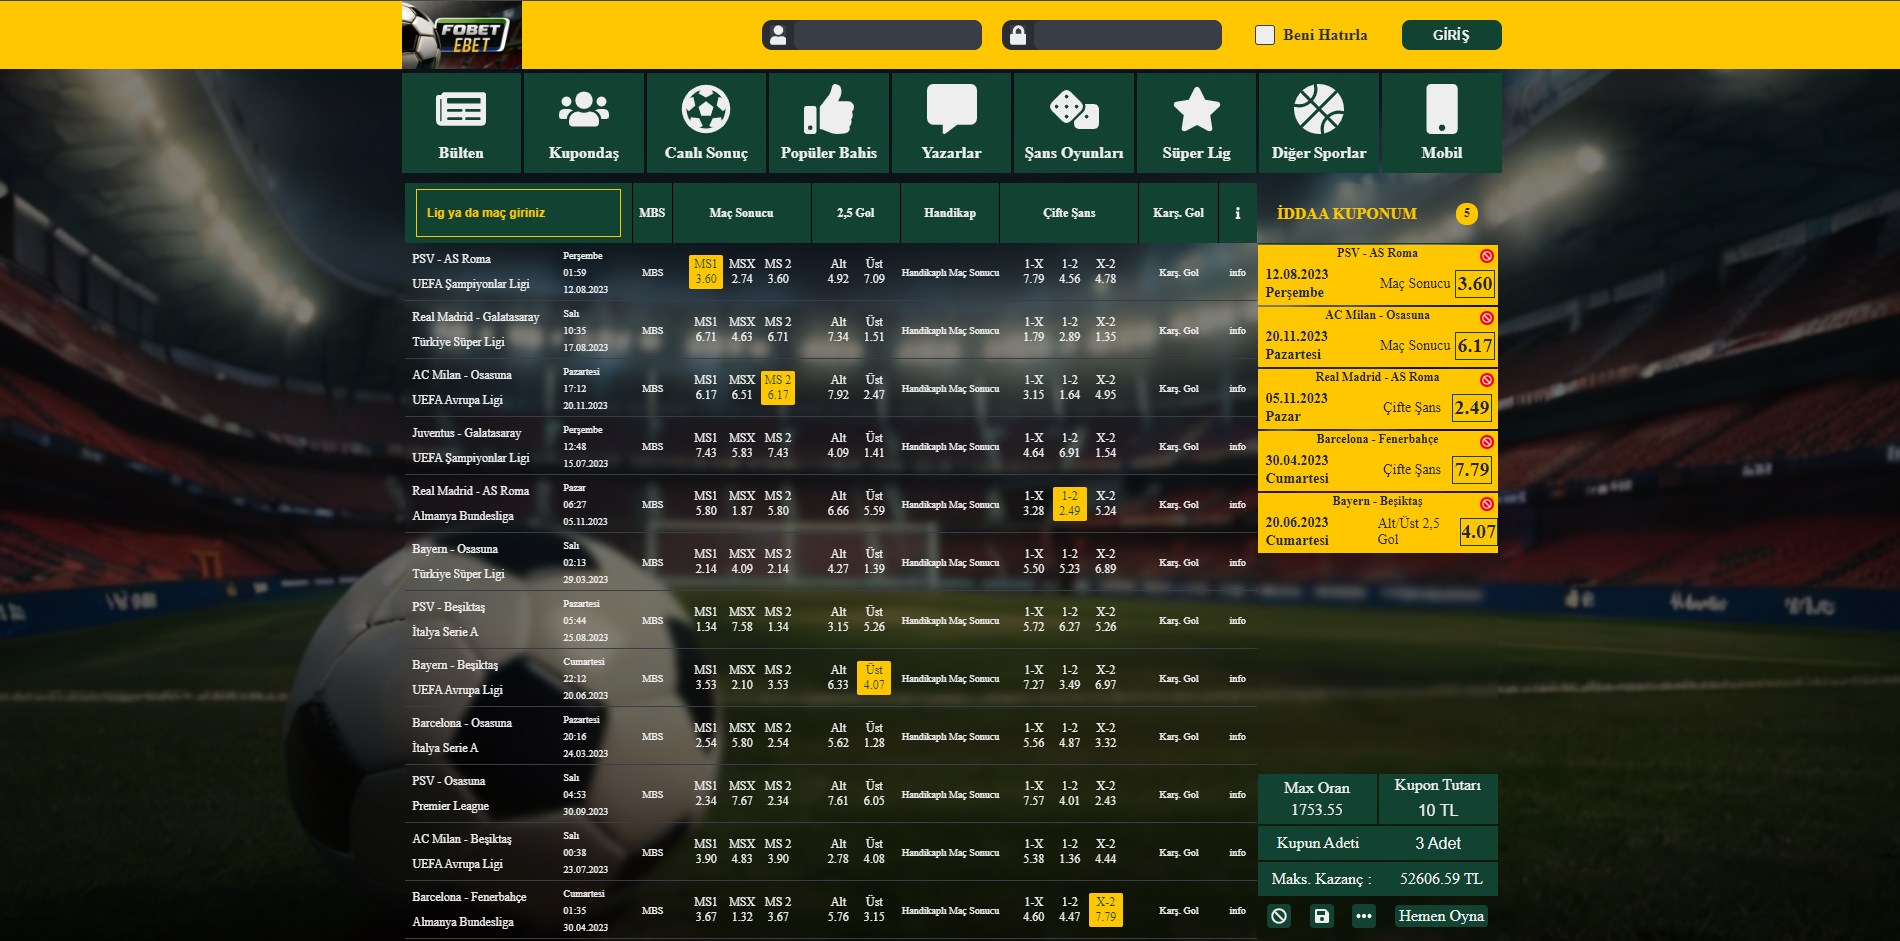 FOBET
EBET
Beni Hatırla
GİRİŞ
Bülten
Kupondaş
Canlı Sonuç
Popüler Bahis
Yazarlar
Şans Oyunları
Süper Lig
Diğer Sporlar
Mobil
Lig ya da maç giriniz MBS Maç Sonucu 2,5 Gol Handikap Çifte Şans Karş. Gol i
PSV - AS Roma
UEFA Şampiyonlar Ligi
Perşembe
01:59
12.08.2023
MBS
MS1 MSX MS 2 Alt Üst
3.60 2.74 3.60 4.92 7.09
Handikaplı Maç Sonucu
1-X 1-2 X-2
7.79 4.56 4.78
Karş. Gol info
Real Madrid - Galatasaray
Türkiye Süper Ligi
Salı
10:35
17.08.2023
MBS
MS1 MSX MS 2 Alt Üst
6.71 4.63 6.71 7.34 1.51
Handikaplı Maç Sonucu
1-X 1-2 X-2
1.79 2.89 1.35
Karş. Gol info
AC Milan - Osasuna
UEFA Avrupa Ligi
Pazartesi
17:12
20.11.2023
MBS
MS1 MSX MS 2 Alt Üst
6.17 6.51 6.17 7.92 2.47
Handikaplı Maç Sonucu
1-X 1-2 X-2
3.15 1.64 4.95
Karş. Gol info
Juventus - Galatasaray
UEFA Şampiyonlar Ligi
Perşembe
12:48
15.07.2023
MBS
MS1 MSX MS 2 Alt Üst
7.43 5.83 7.43 4.09 1.41
Handikaplı Maç Sonucu
1-X 1-2 X-2
4.64 6.91 1.54
Karş. Gol info
Real Madrid - AS Roma
Almanya Bundesliga
Pazar
06:27
05.11.2023
MBS
MS1 MSX MS 2 Alt Üst
5.80 1.87 5.80 6.66 5.59
Handikaplı Maç Sonucu
1-X 1-2 X-2
3.28 2.49 5.24
Karş. Gol info
Bayern - Osasuna
Türkiye Süper Ligi
Salı
02:13
29.03.2023
MBS
MS1 MSX MS 2 Alt Üst
2.14 4.09 2.14 4.27 1.39
Handikaplı Maç Sonucu
1-X 1-2 X-2
5.50 5.23 6.89
Karş. Gol info
PSV - Beşiktaş
İtalya Serie A
Pazartesi
05:44
25.08.2023
MBS
MS1 MSX MS 2 Alt Üst
1.34 7.58 1.34 3.15 5.26
Handikaplı Maç Sonucu
1-X 1-2 X-2
5.72 6.27 5.26
Karş. Gol info
Bayern - Beşiktaş
UEFA Avrupa Ligi
Cumartesi
22:12
20.06.2023
MBS
MS1 MSX MS 2 Alt Üst
3.53 2.10 3.53 6.33 4.07
Handikaplı Maç Sonucu
1-X 1-2 X-2
7.27 3.49 6.97
Karş. Gol info
Barcelona - Osasuna
İtalya Serie A
Pazartesi
20:16
24.03.2023
MBS
MS1 MSX MS 2 Alt Üst
2.54 5.80 2.54 5.62 1.28
Handikaplı Maç Sonucu
1-X 1-2 X-2
5.56 4.87 3.32
Karş. Gol info
PSV - Osasuna
Premier League
Salı
04:53
30.09.2023
MBS
MS1 MSX MS 2 Alt Üst
2.34 7.67 2.34 7.61 6.05
Handikaplı Maç Sonucu
1-X 1-2 X-2
7.57 4.01 2.43
Karş. Gol info
AC Milan - Beşiktaş
UEFA Avrupa Ligi
Salı
00:38
23.07.2023
MBS
MS1 MSX MS 2 Alt Üst
3.90 4.83 3.90 2.78 4.08
Handikaplı Maç Sonucu
1-X 1-2 X-2
5.38 1.36 4.44
Karş. Gol info
Barcelona - Fenerbahçe
Almanya Bundesliga
Cumartesi
01:35
30.04.2023
MBS
MS1 MSX MS 2 Alt Üst
3.67 1.32 3.67 5.76 3.15
Handikaplı Maç Sonucu
1-X 1-2 X-2
4.60 4.47 7.79
Karş. Gol info
İDDAA KUPONUM 5
PSV - AS Roma
12.08.2023
Perşembe
Maç Sonucu 3.60
AC Milan - Osasuna
20.11.2023
Pazartesi
Maç Sonucu 6.17
Real Madrid - AS Roma
05.11.2023
Pazar
Çifte Şans 2.49
Barcelona - Fenerbahçe
30.04.2023
Cumartesi
Çifte Şans 7.79
Bayern - Beşiktaş
20.06.2023
Cumartesi
Alt/Üst 2,5
Gol
4.07
Max Oran
1753.55
Kupon Tutarı
10 TL
Kupun Adeti 3 Adet
Maks. Kazanç : 52606.59 TL
Hemen Oyna